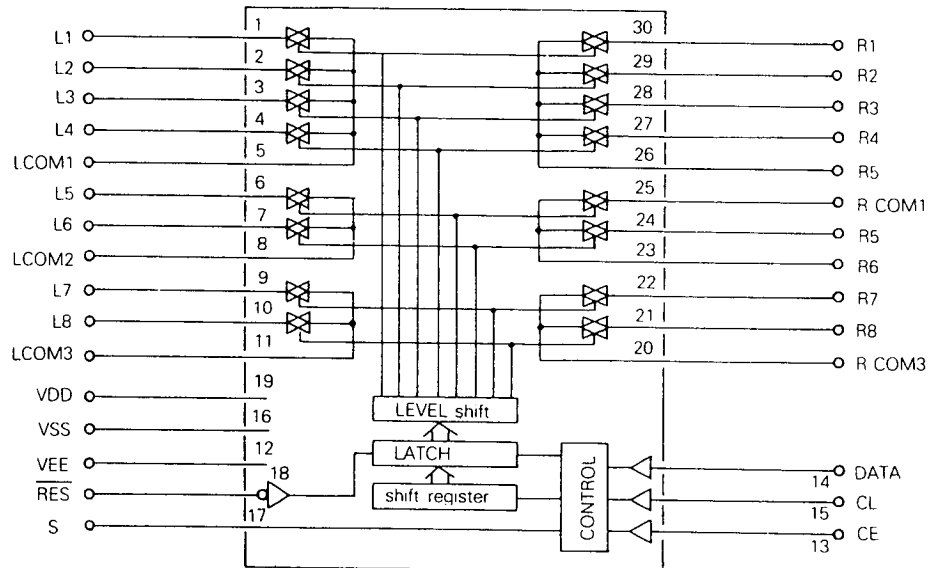 L1 1 30 R1
L2 2 29 R2
L3 3 28 R3
L4 4 27 R4
LCOM1 5 26 R5
L5 6 25 R COM1
L6 7 24 R5
LCOM2 8 23 R6
L7 9 22 R7
L8 10 21 R8
LCOM3 11 20 R COM3
VDD 19
LEVEL shift
VSS 16
VEE 12
LATCH
RES 18
shift register
CONTROL
14 DATA
15 CL
S 17
13 CE